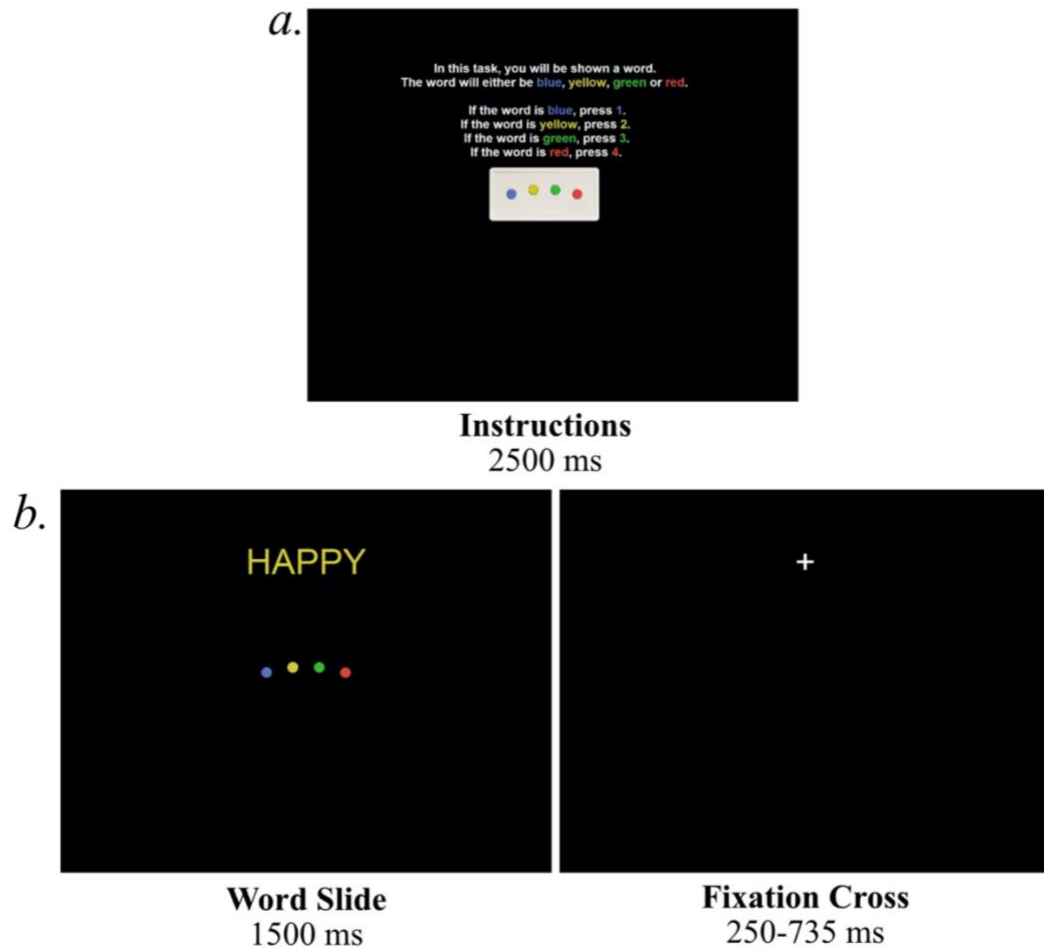 a.
In this task, you will be shown a word.
The word will either be blue, yellow, green or red.
If the word is blue, press 1.
If the word is yellow, press 2.
If the word is green, press 3.
If the word is red, press 4.
Instructions
2500 ms
b.
HAPPY
+
Word Slide
1500 ms
Fixation Cross
250-735 ms